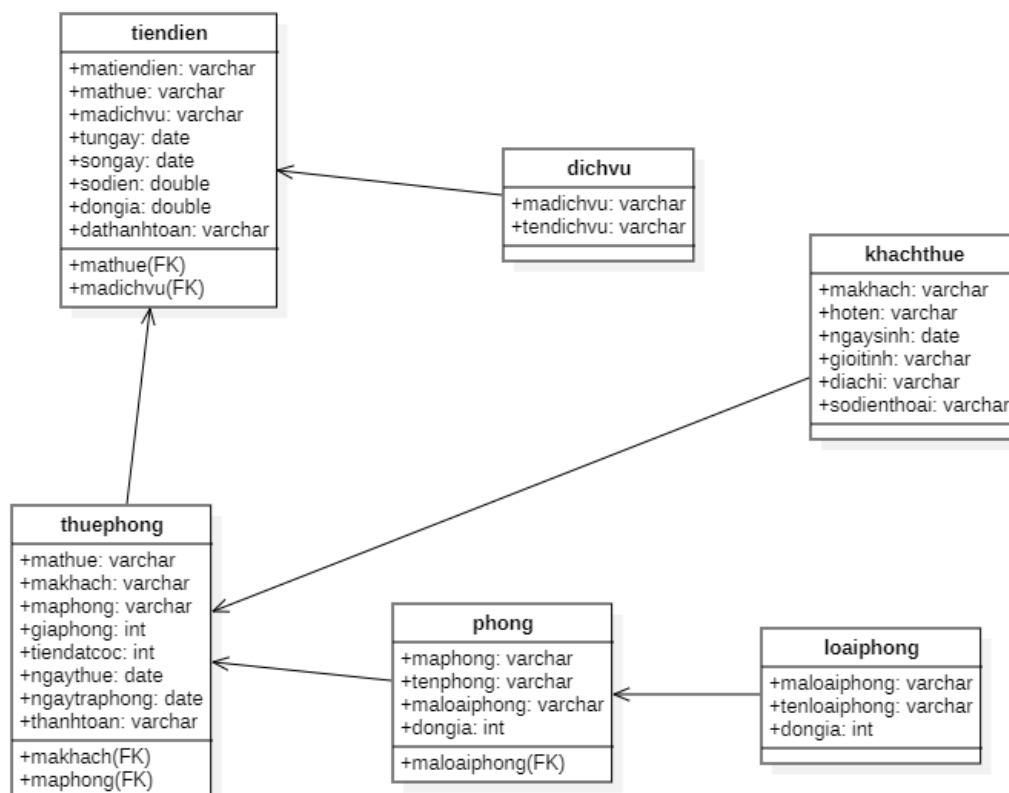 tiendien
+matiendien: varchar
+mathue: varchar
+madichvu: varchar
+tungay: date
+songay: date
+sodien: double
+dongia: double
+dathanhtoan: varchar
+mathue(FK)
+madichvu(FK)
dichvu
+madichvu: varchar
+tendichvu: varchar
khachthue
+makhach: varchar
+hoten: varchar
+ngaysinh: date
+gioitinh: varchar
+diachi: varchar
+sodienthoai: varchar
thuephong
+mathue: varchar
+makhach: varchar
+maphong: varchar
+giaphong: int
+tiendatcoc: int
+ngaythue: date
+ngaytraphong: date
+thanhtoan: varchar
+makhach(FK)
+maphong(FK)
phong
+maphong: varchar
+tenphong: varchar
+maloaiphong: varchar
+dongia: int
+maloaiphong(FK)
loaiphong
+maloaiphong: varchar
+tenloaiphong: varchar
+dongia: int